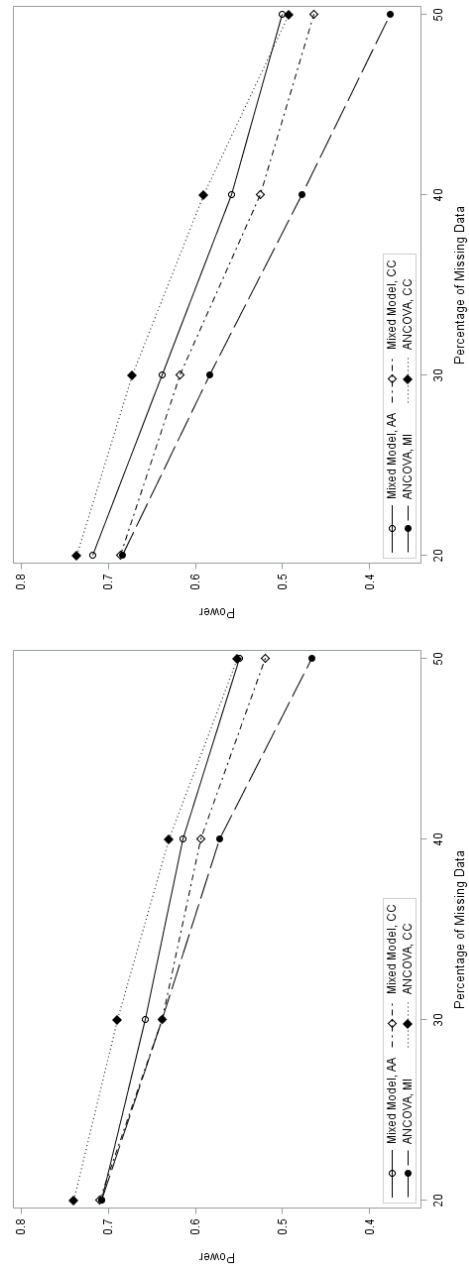 0.8
0.7
0.6
0.5
0.4
Power
20
30
40
50
Percentage of Missing Data
Mixed Model, AA
Mixed Model, CC
ANCOVA, MI
ANCOVA, CC
0.8
0.7
0.6
0.5
0.4
Power
20
30
40
50
Percentage of Missing Data
Mixed Model, AA
Mixed Model, CC
ANCOVA, MI
ANCOVA, CC